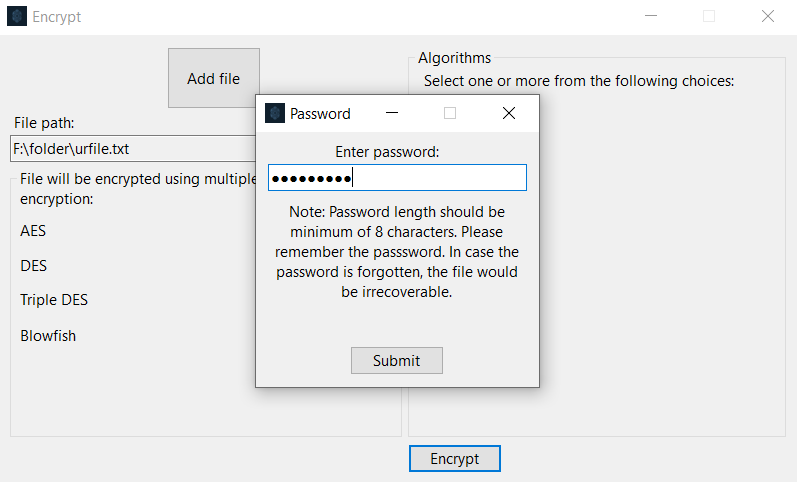 Encrypt
Add file
File path:
F:\folder\urfile.txt
File will be encrypted using multiple
encryption:
AES
DES
Triple DES
Blowfish
Algorithms
Select one or more from the following choices:
Password
Enter password:
●●●●●●●●●
Note: Password length should be
minimum of 8 characters. Please
remember the passsword. In case the
password is forgotten, the file would
be irrecoverable.
Submit
Encrypt